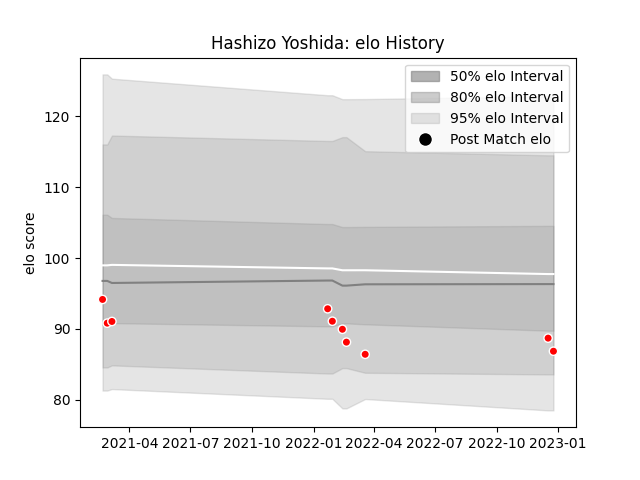 Hashizo Yoshida: elo History
50% elo Interval
80% elo Interval
95% elo Interval
Post Match elo
elo score
120
110
100
90
80
2021-04 2021-07 2021-10 2022-01 2022-04 2022-07 2022-10 2023-01